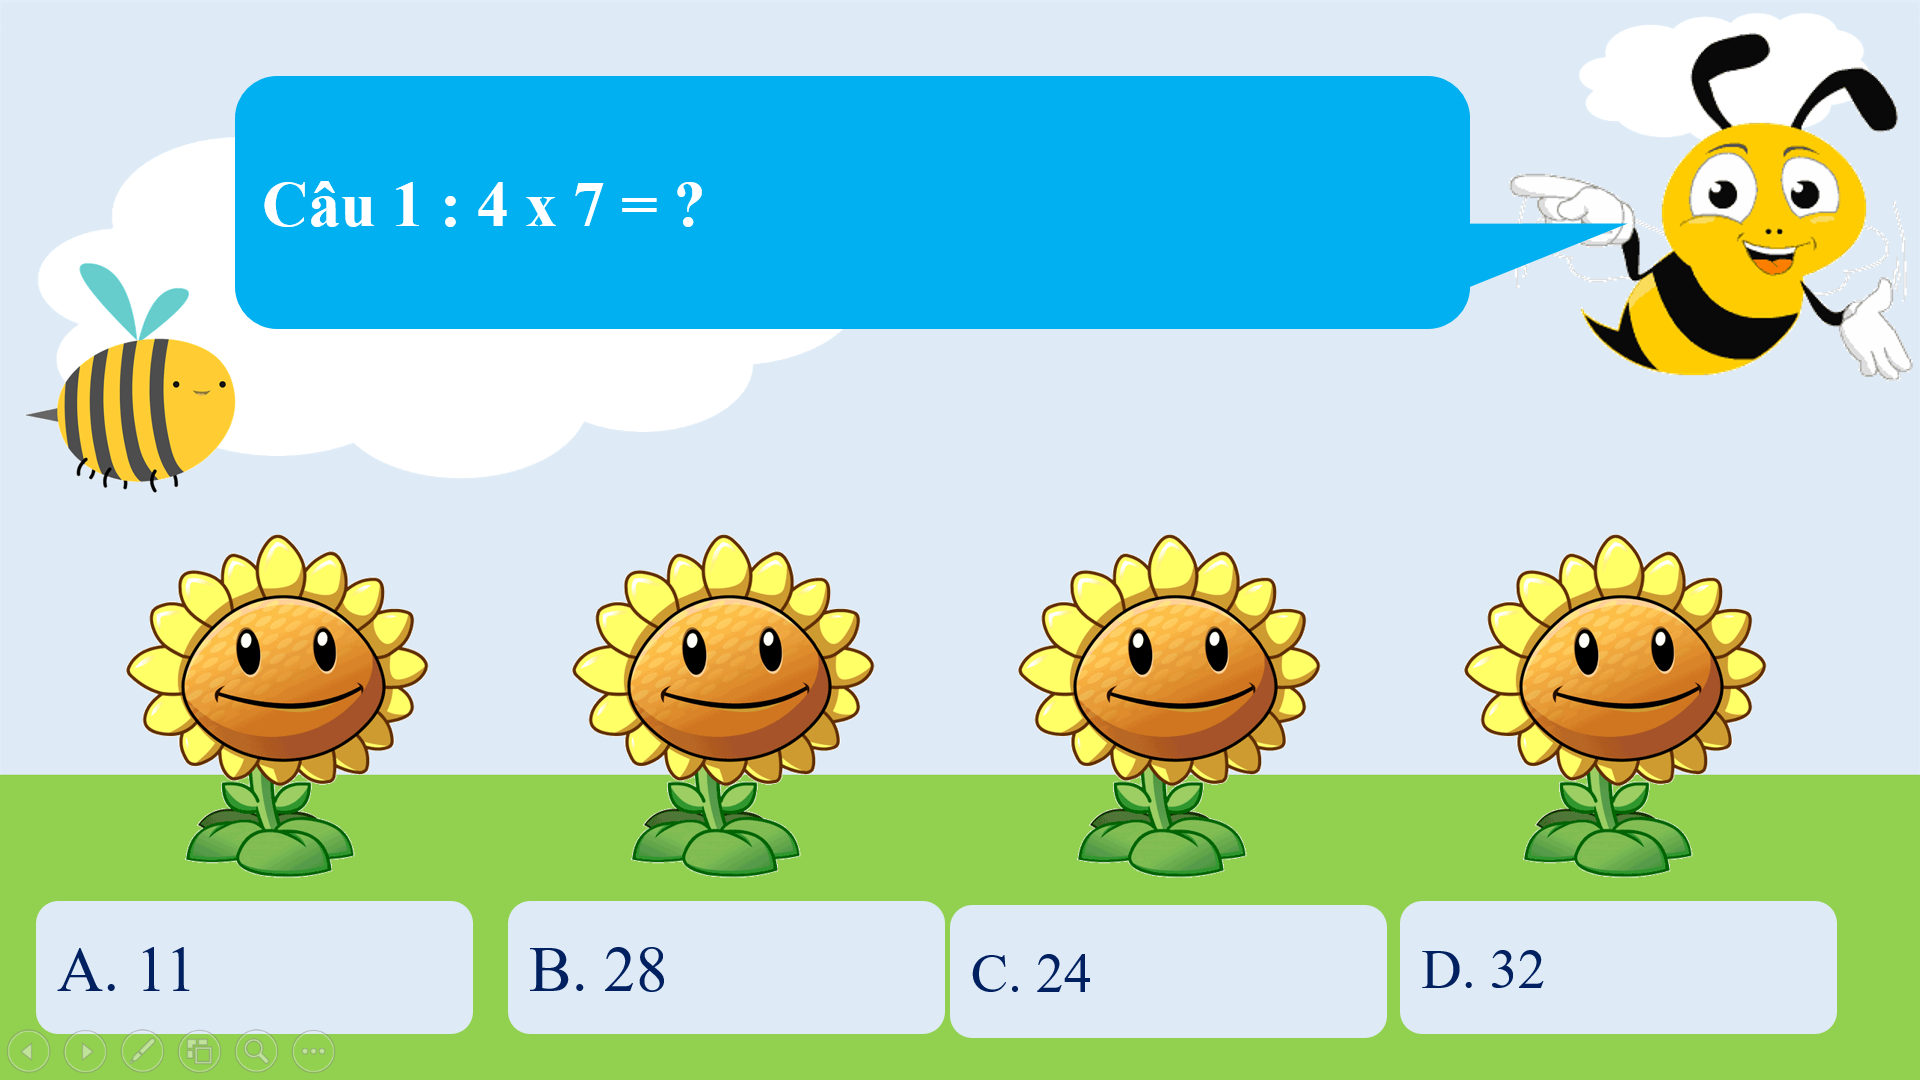 Câu 1 : 4 x 7 = ?
A. 11
B. 28
C. 24
D. 32